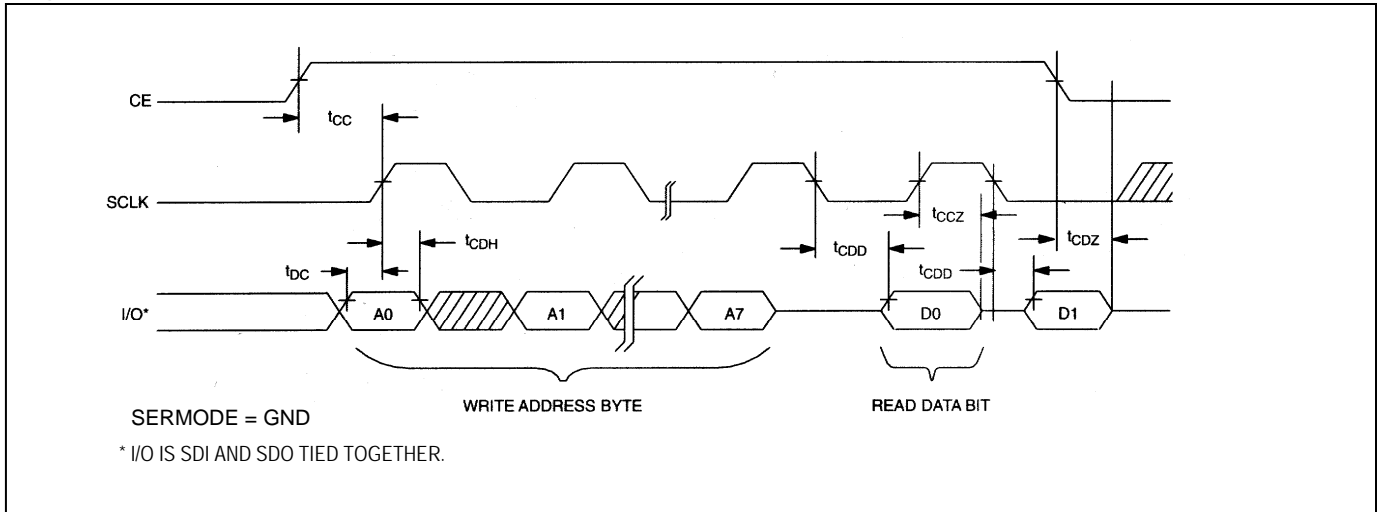 CE
tCC
SCLK
tCCZ
tCDH
tCDD
tCDZ
tDC
tCDD
I/O*
A0
A1
A7
D0
D1
WRITE ADDRESS BYTE
READ DATA BIT
SERMODE = GND
* I/O IS SDI AND SDO TIED TOGETHER.